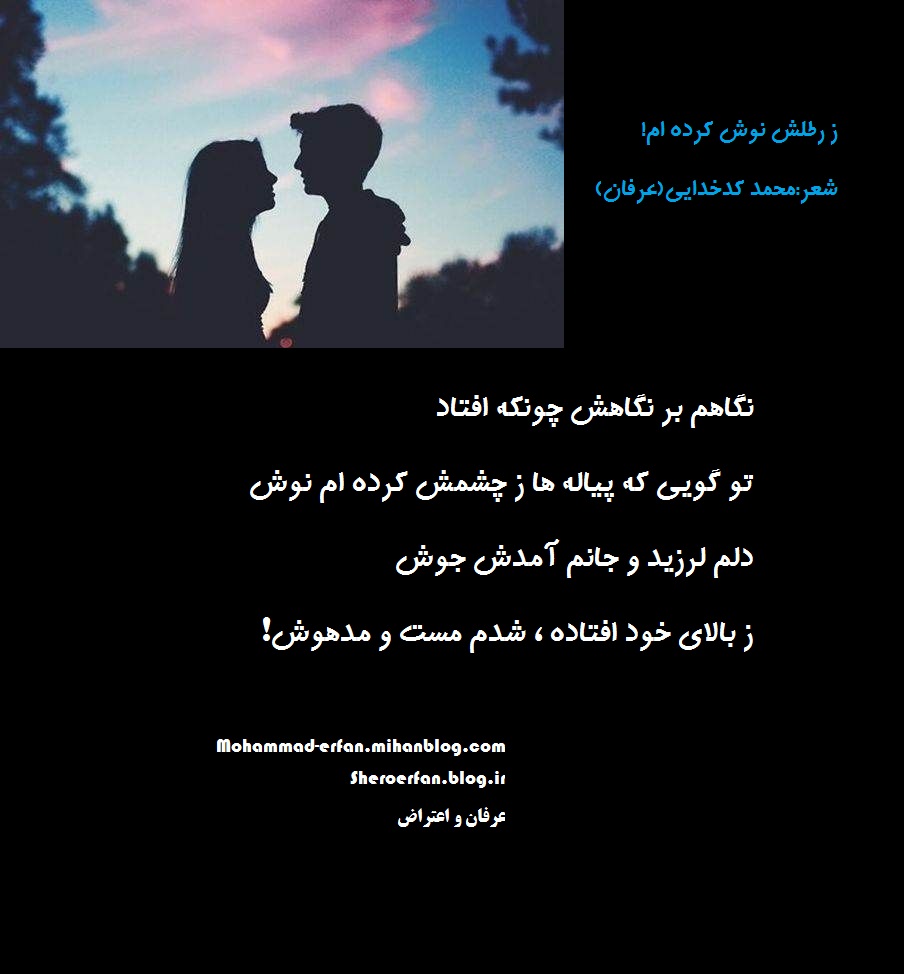 ز رطلش نوش کرده ام!
شعر:محمد کدخدایی(عرفان)
نگاهم بر نگاهش چونکه افتاد
تو گویی که پیاله ها ز چشمش کرده ام نوش
دلم لرزید و جانم آمدش جوش
ز بالای خود افتاده ، شدم مست و مدهوش!
Mohammad-erfan.mihanblog.com
Sheroerfan.blog.ir
عرفان و اعتراض